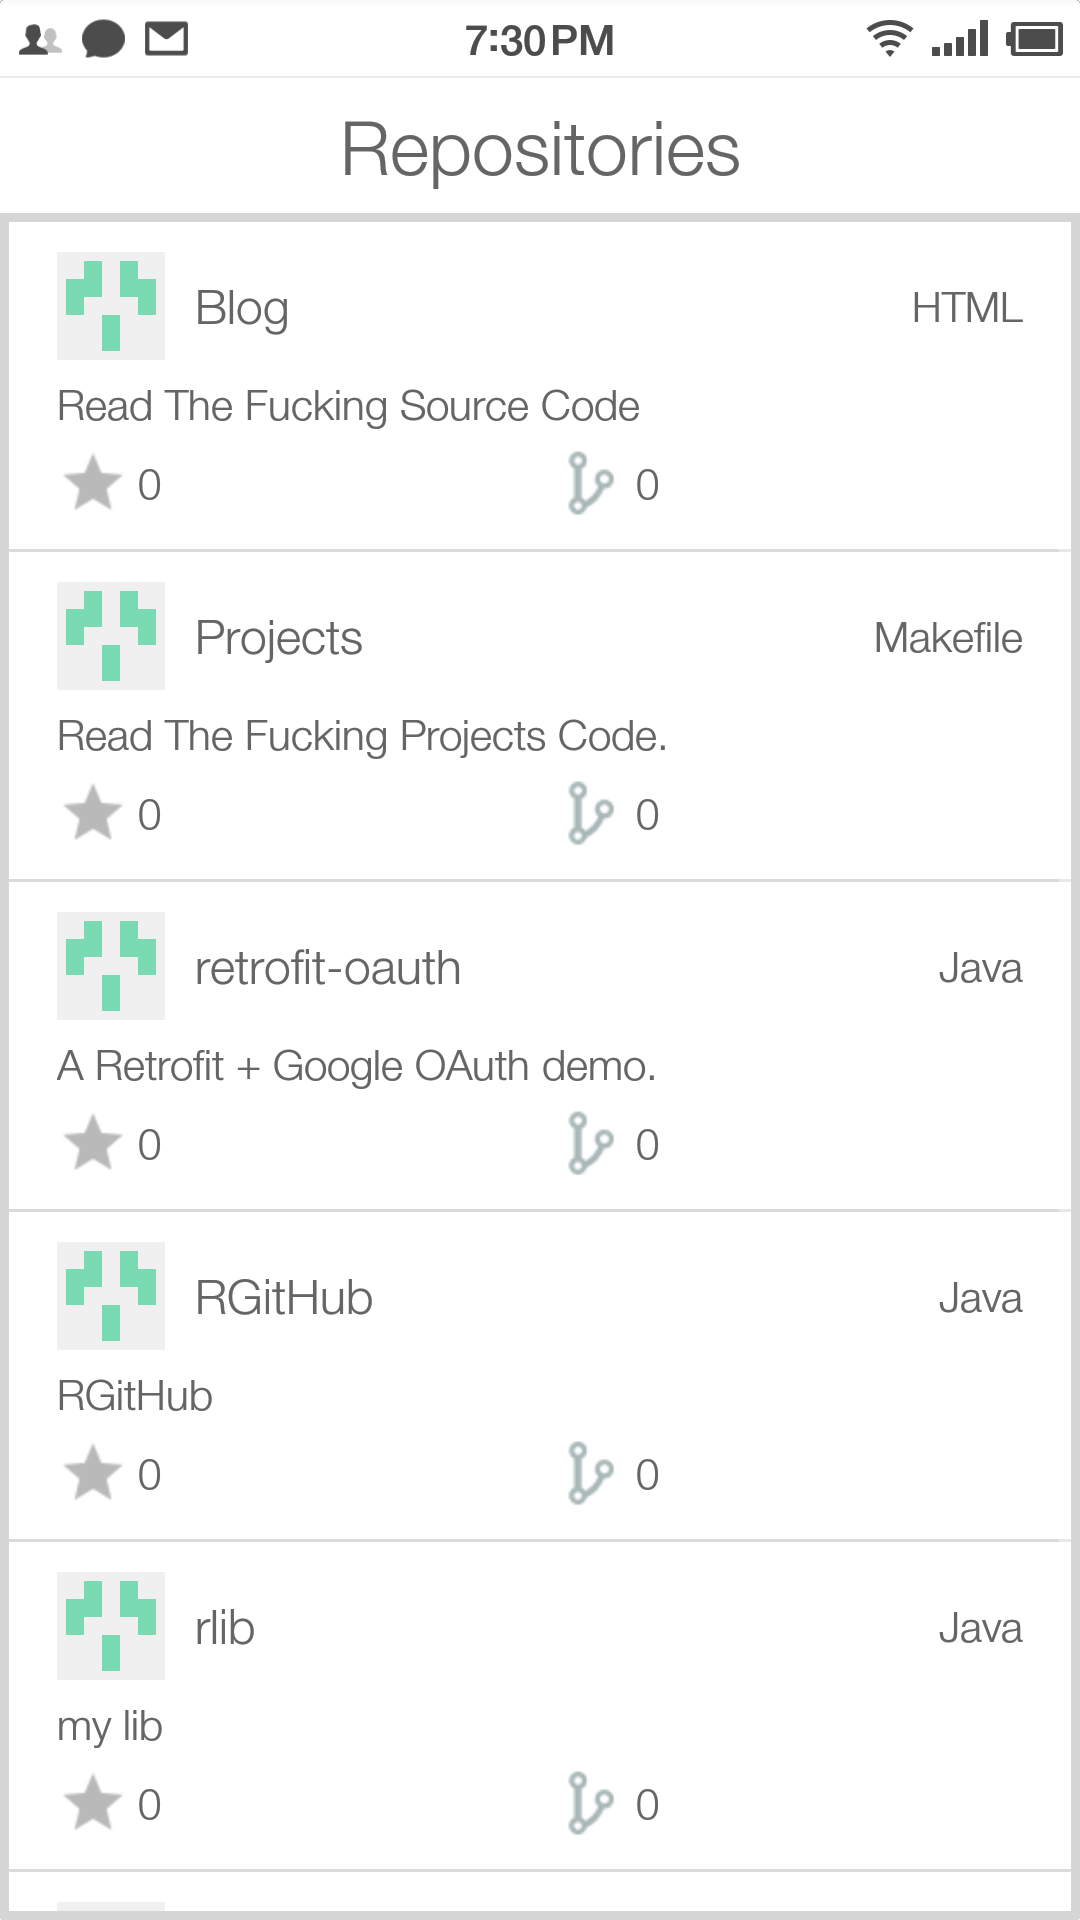 7:30 PM
Repositories
Blog HTML
Read The Fucking Source Code
0 0
Projects Makefile
Read The Fucking Projects Code.
0 0
retrofit-oauth Java
A Retrofit + Google OAuth demo.
0 0
RGitHub Java
RGitHub
0 0
rlib Java
my lib
0 0